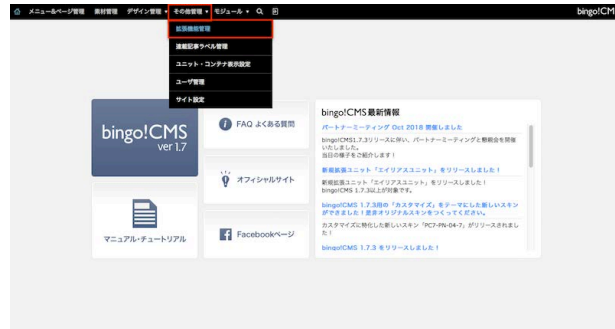 メニュー&ページ管理 素材管理 デザイン管理 ▾ その他管理 ▾ モジュール ▾ bingo!CM
拡張機能管理
連載記事ラベル管理
ユニット・コンテナ表示設定
ユーザ管理
サイト設定
bingo!CMS
ver 1.7
FAQ よくある質問
オフィシャルサイト
マニュアル・チュートリアル
Facebookページ
bingo!CMS最新情報
パートナーミーティング Oct 2018 開催しました
bingo!CMS1.7.3リリースに伴い、パートナーミーティングと懇親会を開催
いたしました。
当日の様子をご紹介します！
新規拡張ユニット「エイリアスユニット」をリリースしました！
新規拡張ユニット「エイリアスユニット」をリリースしました！
bingo!CMS 1.7.3以上が対象です。
bingo!CMS 1.7.3用の「カスタマイズ」をテーマにした新しいスキン
ができました！是非オリジナルスキンをつくってください。
カスタマイズに特化した新しいスキン「PC7-PN-04-7」がリリースされまし
た！
bingo!CMS 1.7.3 をリリースしました！